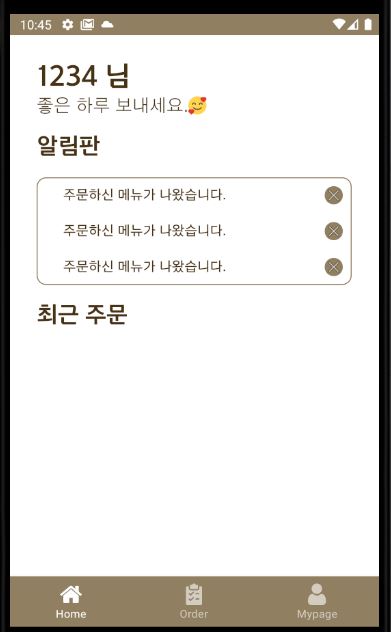 10:45
1234 님
좋은 하루 보내세요.🥰
알림판
주문하신 메뉴가 나왔습니다.
주문하신 메뉴가 나왔습니다.
주문하신 메뉴가 나왔습니다.
최근 주문
Home Order Mypage